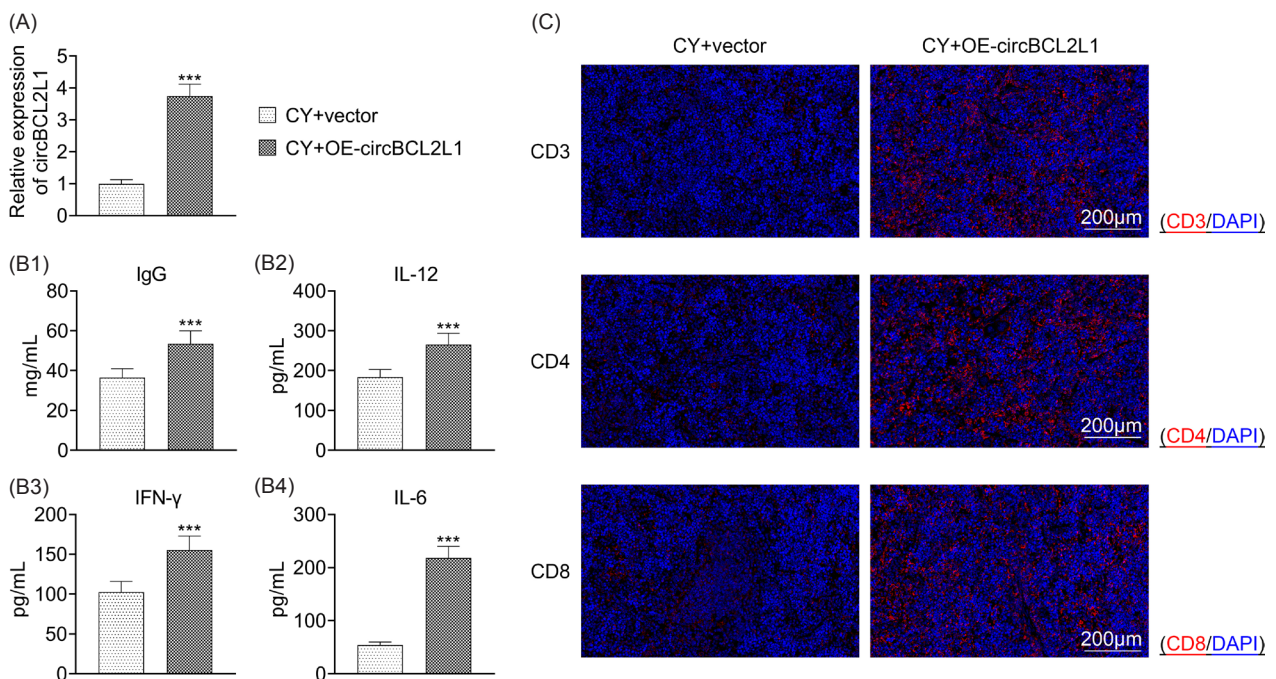 (A)
Relative expression
of circBCL2L1
5
4
3
2
1
0
***
CY+vector
CY+OE-circBCL2L1
(B1)
IgG
mg/mL
80
60
40
20
0
***
(B2)
IL-12
pg/mL
400
300
200
100
0
***
(B3)
IFN-γ
pg/mL
200
150
100
50
0
***
(B4)
IL-6
pg/mL
300
200
100
0
***
(C)
CY+vector
CY+OE-circBCL2L1
CD3
200μm
(CD3/DAPI)
CD4
200μm
(CD4/DAPI)
CD8
200μm
(CD8/DAPI)